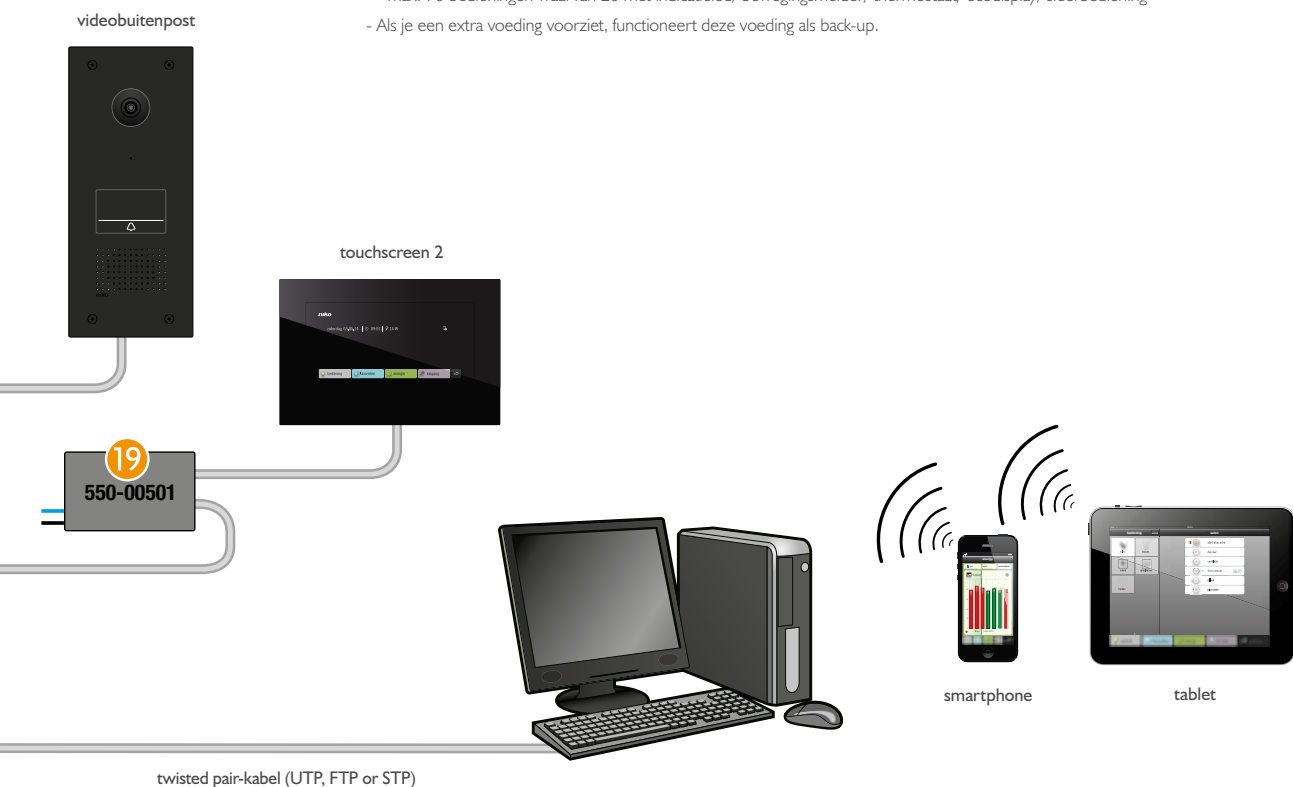 videobuitenpost
- Als je een extra voeding voorziet, functioneert deze voeding als back-up.
touchscreen 2
niko
19
550-00501
smartphone
tablet
twisted pair-kabel (UTP, FTP or STP)